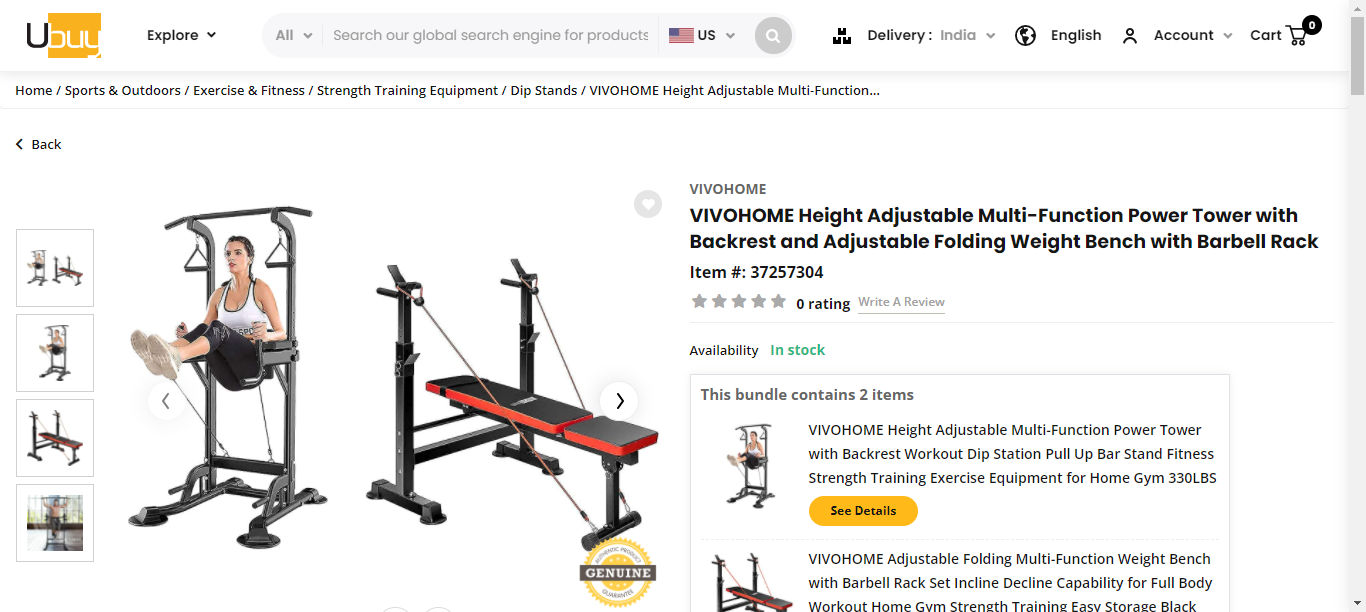 Ubuy
Explore
All
Search our global search engine for products
US
Delivery : India
English
Account
Cart
0
Home / Sports & Outdoors / Exercise & Fitness / Strength Training Equipment / Dip Stands / VIVOHOME Height Adjustable Multi-Function...
Back
VIVOHOME
VIVOHOME Height Adjustable Multi-Function Power Tower with
Backrest and Adjustable Folding Weight Bench with Barbell Rack
Item #: 37257304
0 rating
Write A Review
Availability
In stock
This bundle contains 2 items
VIVOHOME Height Adjustable Multi-Function Power Tower
with Backrest Workout Dip Station Pull Up Bar Stand Fitness
Strength Training Exercise Equipment for Home Gym 330LBS
See Details
VIVOHOME Adjustable Folding Multi-Function Weight Bench
with Barbell Rack Set Incline Decline Capability for Full Body
Workout Home Gym Strength Training Easy Storage Black
AUTHENTIC PRODUCT
GENUINE
GUARANTEE